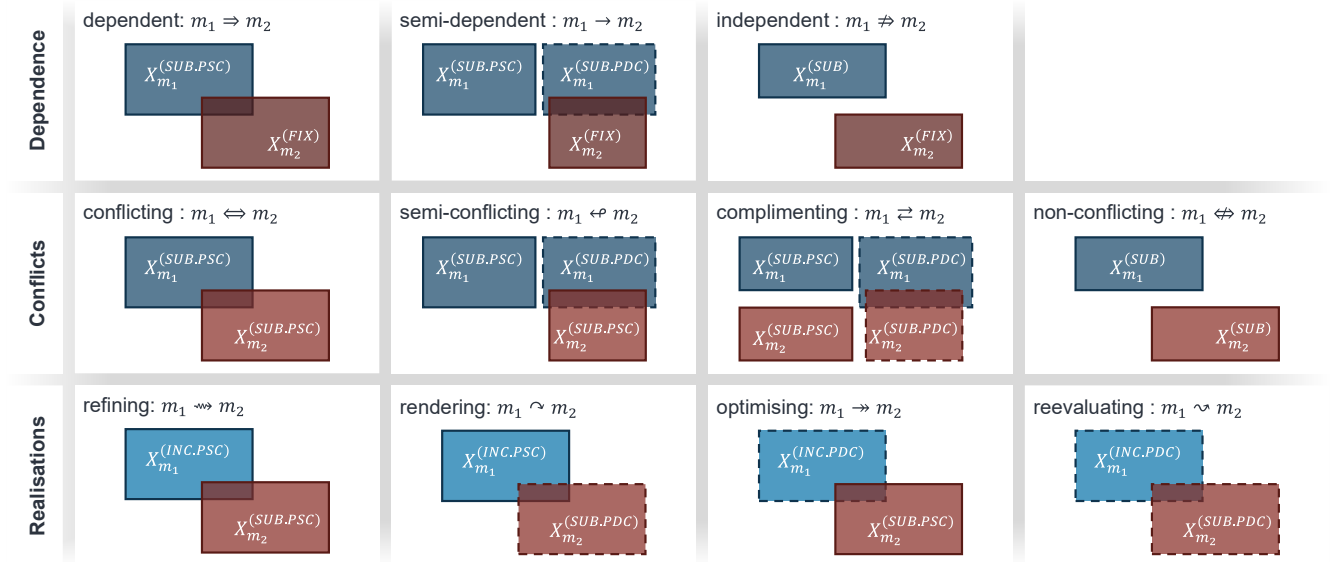 Dependence
dependent: m₁ ⇒ m₂
X_{m₁}^{(SUB.PSC)}
X_{m₂}^{(FIX)}
semi-dependent : m₁ → m₂
X_{m₁}^{(SUB.PSC)}
X_{m₁}^{(SUB.PDC)}
X_{m₂}^{(FIX)}
independent : m₁ ⇏ m₂
X_{m₁}^{(SUB)}
X_{m₂}^{(FIX)}
Conflicts
conflicting : m₁ ⇔ m₂
X_{m₁}^{(SUB.PSC)}
X_{m₂}^{(SUB.PSC)}
semi-conflicting : m₁ ↫ m₂
X_{m₁}^{(SUB.PSC)}
X_{m₁}^{(SUB.PDC)}
X_{m₂}^{(SUB.PSC)}
complimenting : m₁ ⇄ m₂
X_{m₁}^{(SUB.PSC)}
X_{m₁}^{(SUB.PDC)}
X_{m₂}^{(SUB.PSC)}
X_{m₂}^{(SUB.PDC)}
non-conflicting : m₁ ⇎ m₂
X_{m₁}^{(SUB)}
X_{m₂}^{(SUB)}
Realisations
refining: m₁ ⇝ m₂
X_{m₁}^{(INC.PSC)}
X_{m₂}^{(SUB.PSC)}
rendering: m₁ ↷ m₂
X_{m₁}^{(INC.PSC)}
X_{m₂}^{(SUB.PDC)}
optimising: m₁ ↠ m₂
X_{m₁}^{(INC.PDC)}
X_{m₂}^{(SUB.PSC)}
reevaluating : m₁ ↝ m₂
X_{m₁}^{(INC.PDC)}
X_{m₂}^{(SUB.PDC)}